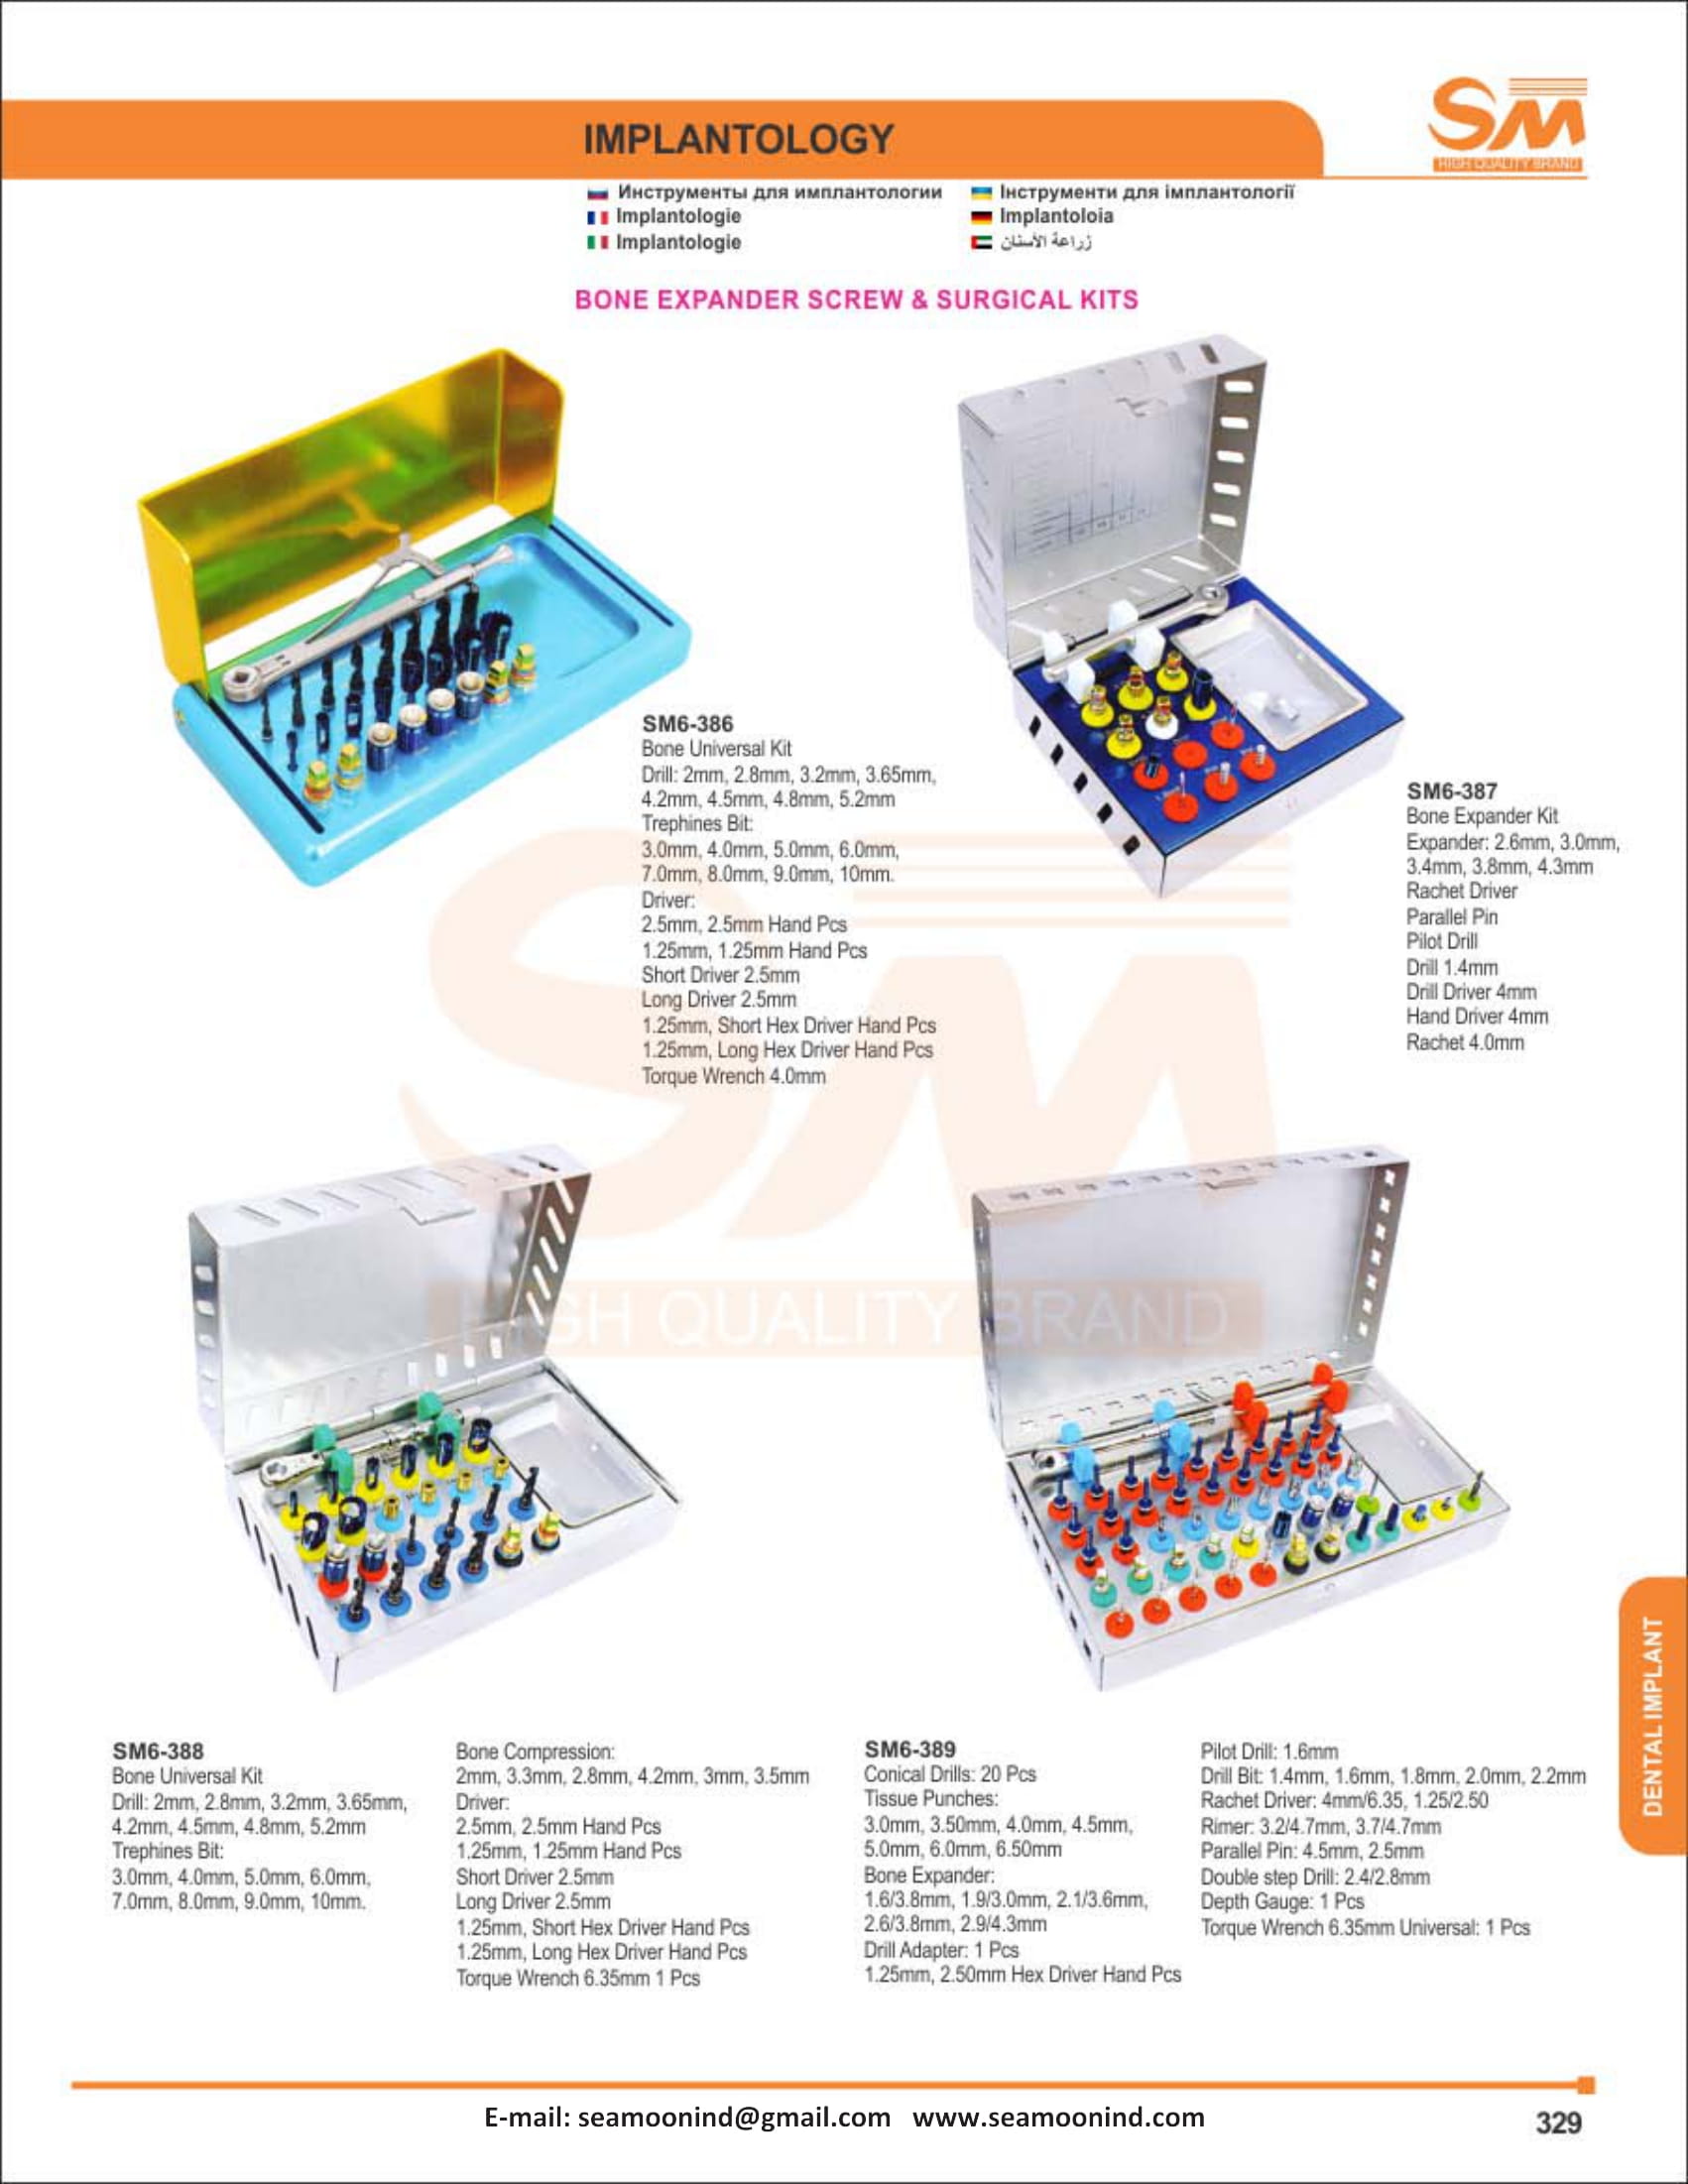 SM
HIGH QUALITY BRAND
IMPLANTOLOGY
Инструменты для имплантологии
Інструменти для імплантології
Implantologie
Implantoloia
Implantologie
زراعة الأسنان
BONE EXPANDER SCREW & SURGICAL KITS
SM6-386
Bone Universal Kit
Drill: 2mm, 2.8mm, 3.2mm, 3.65mm,
4.2mm, 4.5mm, 4.8mm, 5.2mm
Trephines Bit:
3.0mm, 4.0mm, 5.0mm, 6.0mm,
7.0mm, 8.0mm, 9.0mm, 10mm.
Driver:
2.5mm, 2.5mm Hand Pcs
1.25mm, 1.25mm Hand Pcs
Short Driver 2.5mm
Long Driver 2.5mm
1.25mm, Short Hex Driver Hand Pcs
1.25mm, Long Hex Driver Hand Pcs
Torque Wrench 4.0mm
SM6-387
Bone Expander Kit
Expander: 2.6mm, 3.0mm,
3.4mm, 3.8mm, 4.3mm
Rachet Driver
Parallel Pin
Pilot Drill
Drill 1.4mm
Drill Driver 4mm
Hand Driver 4mm
Rachet 4.0mm
SM
HIGH QUALITY BRAND
SM6-388
Bone Universal Kit
Drill: 2mm, 2.8mm, 3.2mm, 3.65mm,
4.2mm, 4.5mm, 4.8mm, 5.2mm
Trephines Bit:
3.0mm, 4.0mm, 5.0mm, 6.0mm,
7.0mm, 8.0mm, 9.0mm, 10mm.
Bone Compression:
2mm, 3.3mm, 2.8mm, 4.2mm, 3mm, 3.5mm
Driver:
2.5mm, 2.5mm Hand Pcs
1.25mm, 1.25mm Hand Pcs
Short Driver 2.5mm
Long Driver 2.5mm
1.25mm, Short Hex Driver Hand Pcs
1.25mm, Long Hex Driver Hand Pcs
Torque Wrench 6.35mm 1 Pcs
SM6-389
Conical Drills: 20 Pcs
Tissue Punches:
3.0mm, 3.50mm, 4.0mm, 4.5mm,
5.0mm, 6.0mm, 6.50mm
Bone Expander:
1.6/3.8mm, 1.9/3.0mm, 2.1/3.6mm,
2.6/3.8mm, 2.9/4.3mm
Drill Adapter: 1 Pcs
1.25mm, 2.50mm Hex Driver Hand Pcs
Pilot Drill: 1.6mm
Drill Bit: 1.4mm, 1.6mm, 1.8mm, 2.0mm, 2.2mm
Rachet Driver: 4mm/6.35, 1.25/2.50
Rimer: 3.2/4.7mm, 3.7/4.7mm
Parallel Pin: 4.5mm, 2.5mm
Double step Drill: 2.4/2.8mm
Depth Gauge: 1 Pcs
Torque Wrench 6.35mm Universal: 1 Pcs
DENTAL IMPLANT
E-mail: seamoonind@gmail.com www.seamoonind.com
329